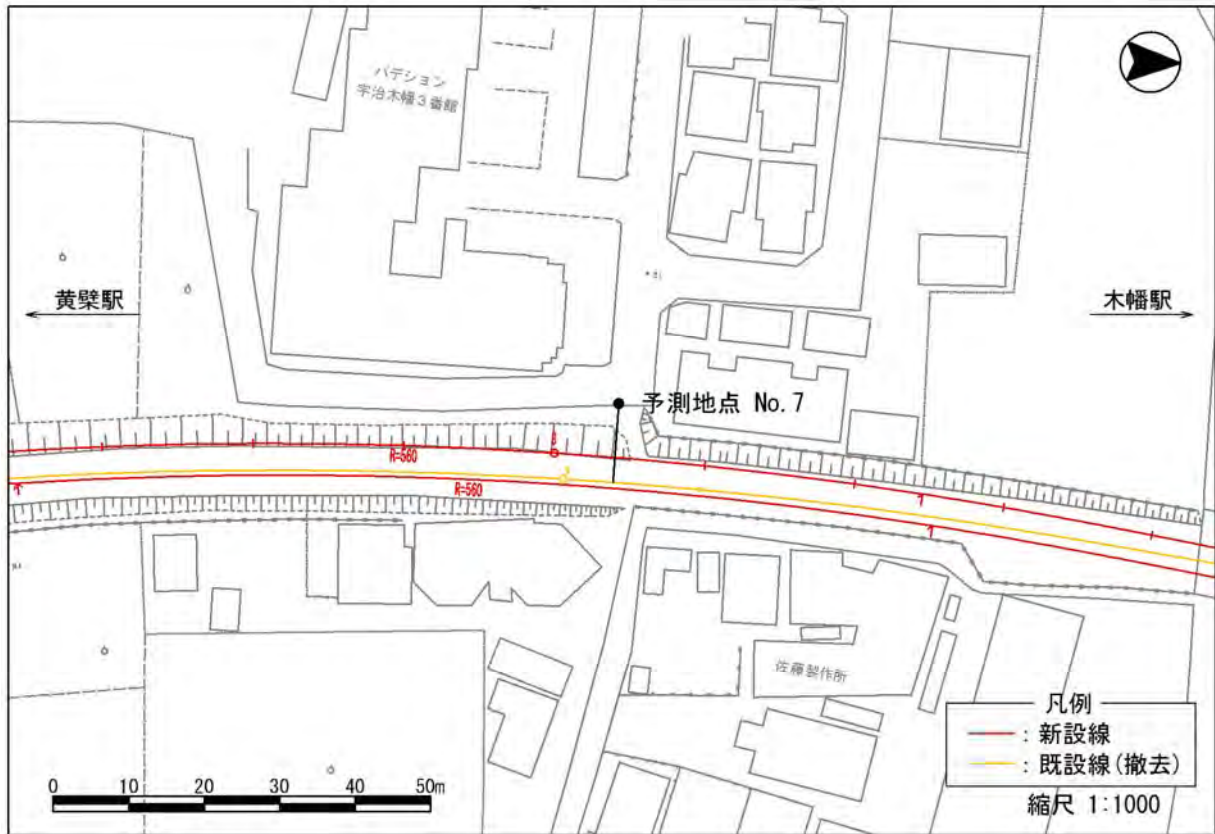 パデシオン
宇治木幡3番館
黄檗駅
木幡駅
予測地点 No.7
R=560
R=560
佐藤製作所
凡例
: 新設線
: 既設線(撤去)
縮尺 1:1000
0 10 20 30 40 50m